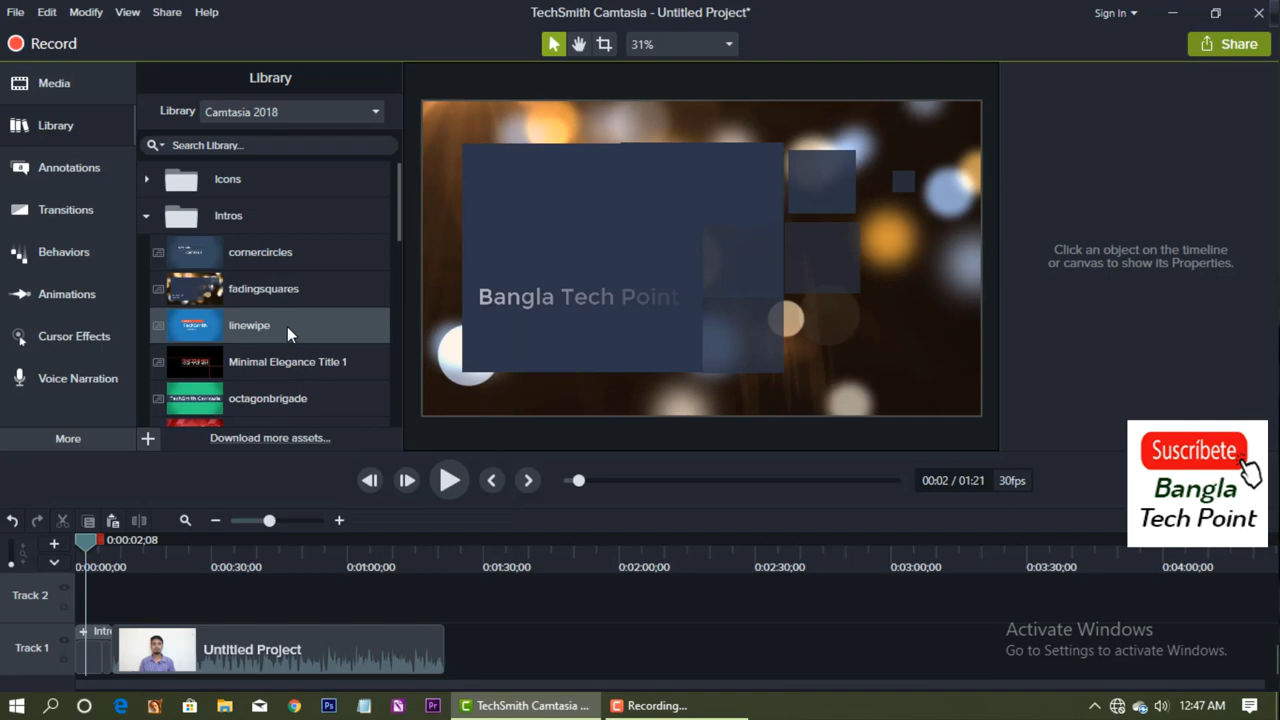 File Edit Modify View Share Help
TechSmith Camtasia - Untitled Project*
Sign In
Record
31%
Share
Media
Library
Annotations
Transitions
Behaviors
Animations
Cursor Effects
Voice Narration
More
Library
Library Camtasia 2018
Search Library...
Icons
Intros
cornercircles
fadingsquares
linewipe
Minimal Elegance Title 1
octagonbrigade
Download more assets...
Bangla Tech Point
Click an object on the timeline
or canvas to show its Properties.
00:02 / 01:21 30fps
Suscríbete
Bangla
Tech Point
0:00:02;08
0:00:00;00 0:00:30;00 0:01:00;00 0:01:30;00 0:02:00;00 0:02:30;00 0:03:00;00 0:03:30;00 0:04:00;00
Track 2
Track 1
Intr
Untitled Project
Activate Windows
Go to Settings to activate Windows.
TechSmith Camtasia ...
Recording...
12:47 AM